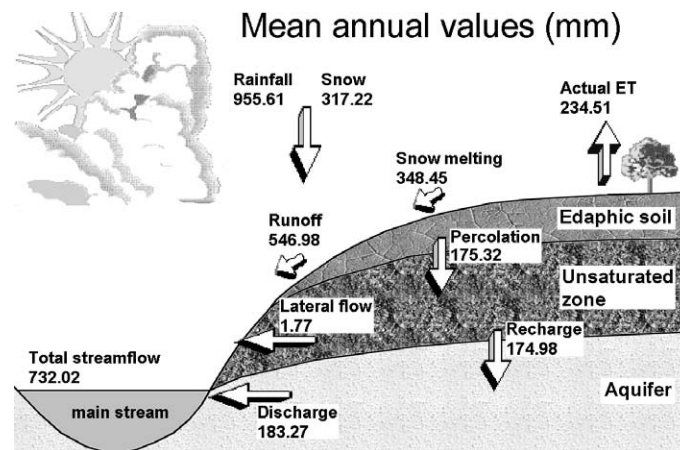 Mean annual values (mm)
Rainfall Snow
955.61 317.22
Actual ET
234.51
Snow melting
348.45
Edaphic soil
Runoff
546.98
Percolation
175.32
Unsaturated
zone
Lateral flow
1.77
Recharge
174.98
Total streamflow
732.02
Aquifer
main stream
Discharge
183.27